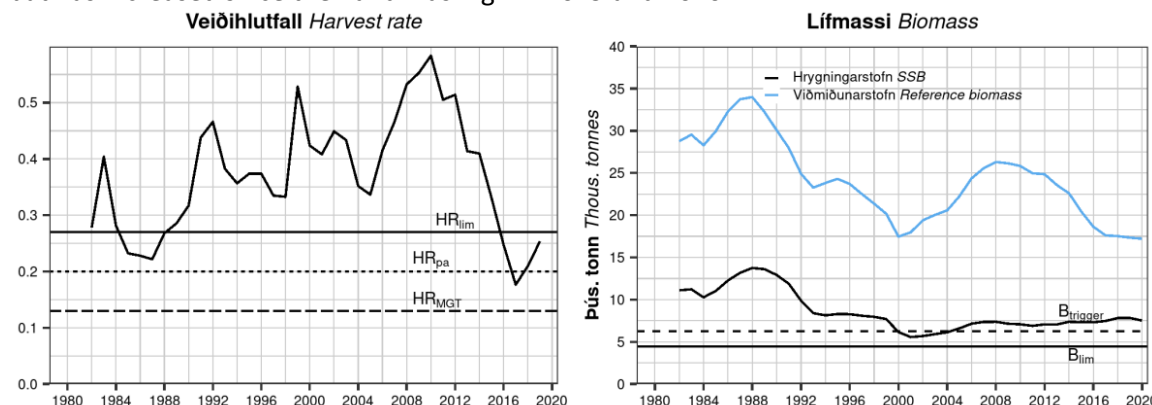 Veiðihlutfall Harvest rate
0.5
0.4
0.3
0.2
0.1
0.0
HRlim
HRpa
HRMGT
1980 1984 1988 1992 1996 2000 2004 2008 2012 2016 2020
Lífmassi Biomass
Þús. tonn Thous. tonnes
40
35
30
25
20
15
10
5
0
Hrygningarstofn SSB
Viðmiðunarstofn Reference biomass
Btrigger
Blim
1980 1984 1988 1992 1996 2000 2004 2008 2012 2016 2020